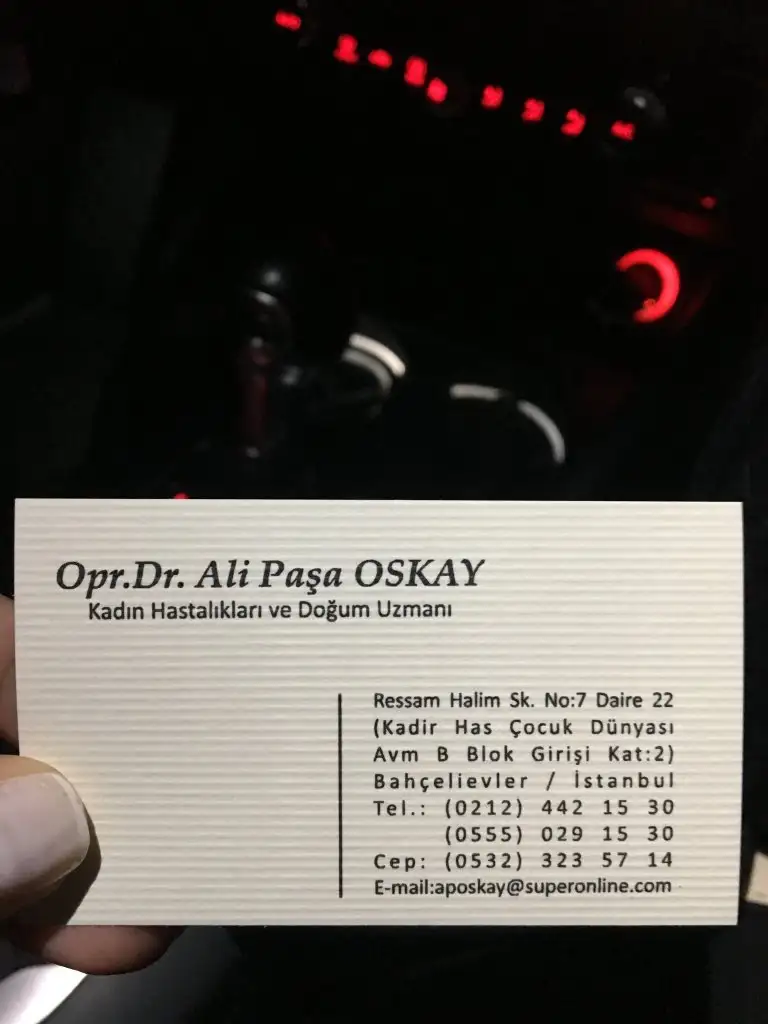 Opr.Dr. Ali Paşa OSKAY
Kadın Hastalıkları ve Doğum Uzmanı
Ressam Halim Sk. No:7 Daire 22
(Kadir Has Çocuk Dünyası
Avm B Blok Girişi Kat:2)
Bahçelievler / İstanbul
Tel.: (0212) 442 15 30
(0555) 029 15 30
Cep: (0532) 323 57 14
E-mail:aposkay@superonline.com